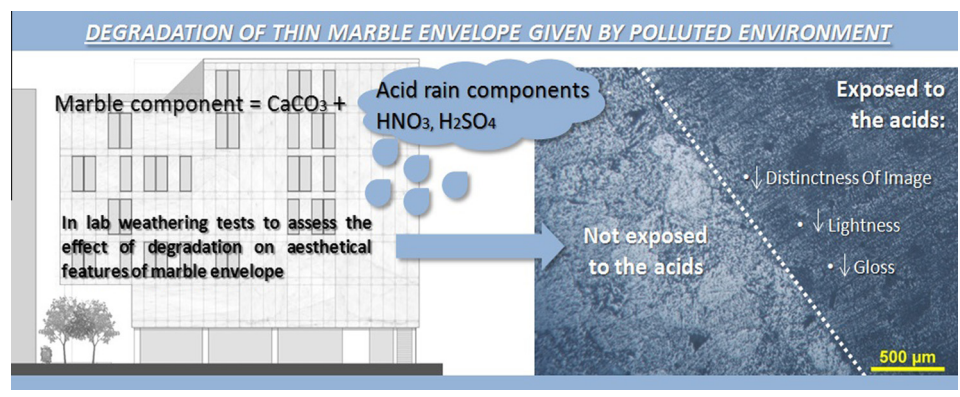 DEGRADATION OF THIN MARBLE ENVELOPE GIVEN BY POLLUTED ENVIRONMENT
Marble component = CaCO3 +
Acid rain components
HNO3, H2SO4
In lab weathering tests to assess the
effect of degradation on aesthetical
features of marble envelope
Not exposed
to the acids
Exposed to
the acids:
•↓ Distinctness Of Image
• ↓ Lightness
• ↓ Gloss
500 µm